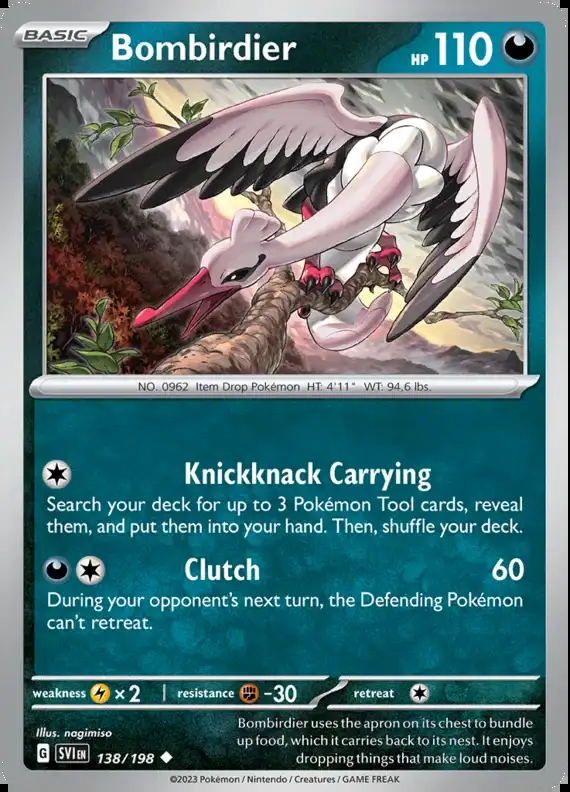 BASIC
Bombirdier
HP 110
NO. 0962 Item Drop Pokémon HT: 4'11" WT: 94.6 lbs.
Knickknack Carrying
Search your deck for up to 3 Pokémon Tool cards, reveal
them, and put them into your hand. Then, shuffle your deck.
Clutch 60
During your opponent's next turn, the Defending Pokémon
can't retreat.
weakness ×2 resistance -30 retreat
Illus. nagimiso
G SVI EN 138/198
Bombirdier uses the apron on its chest to bundle
up food, which it carries back to its nest. It enjoys
dropping things that make loud noises.
©2023 Pokémon / Nintendo / Creatures / GAME FREAK